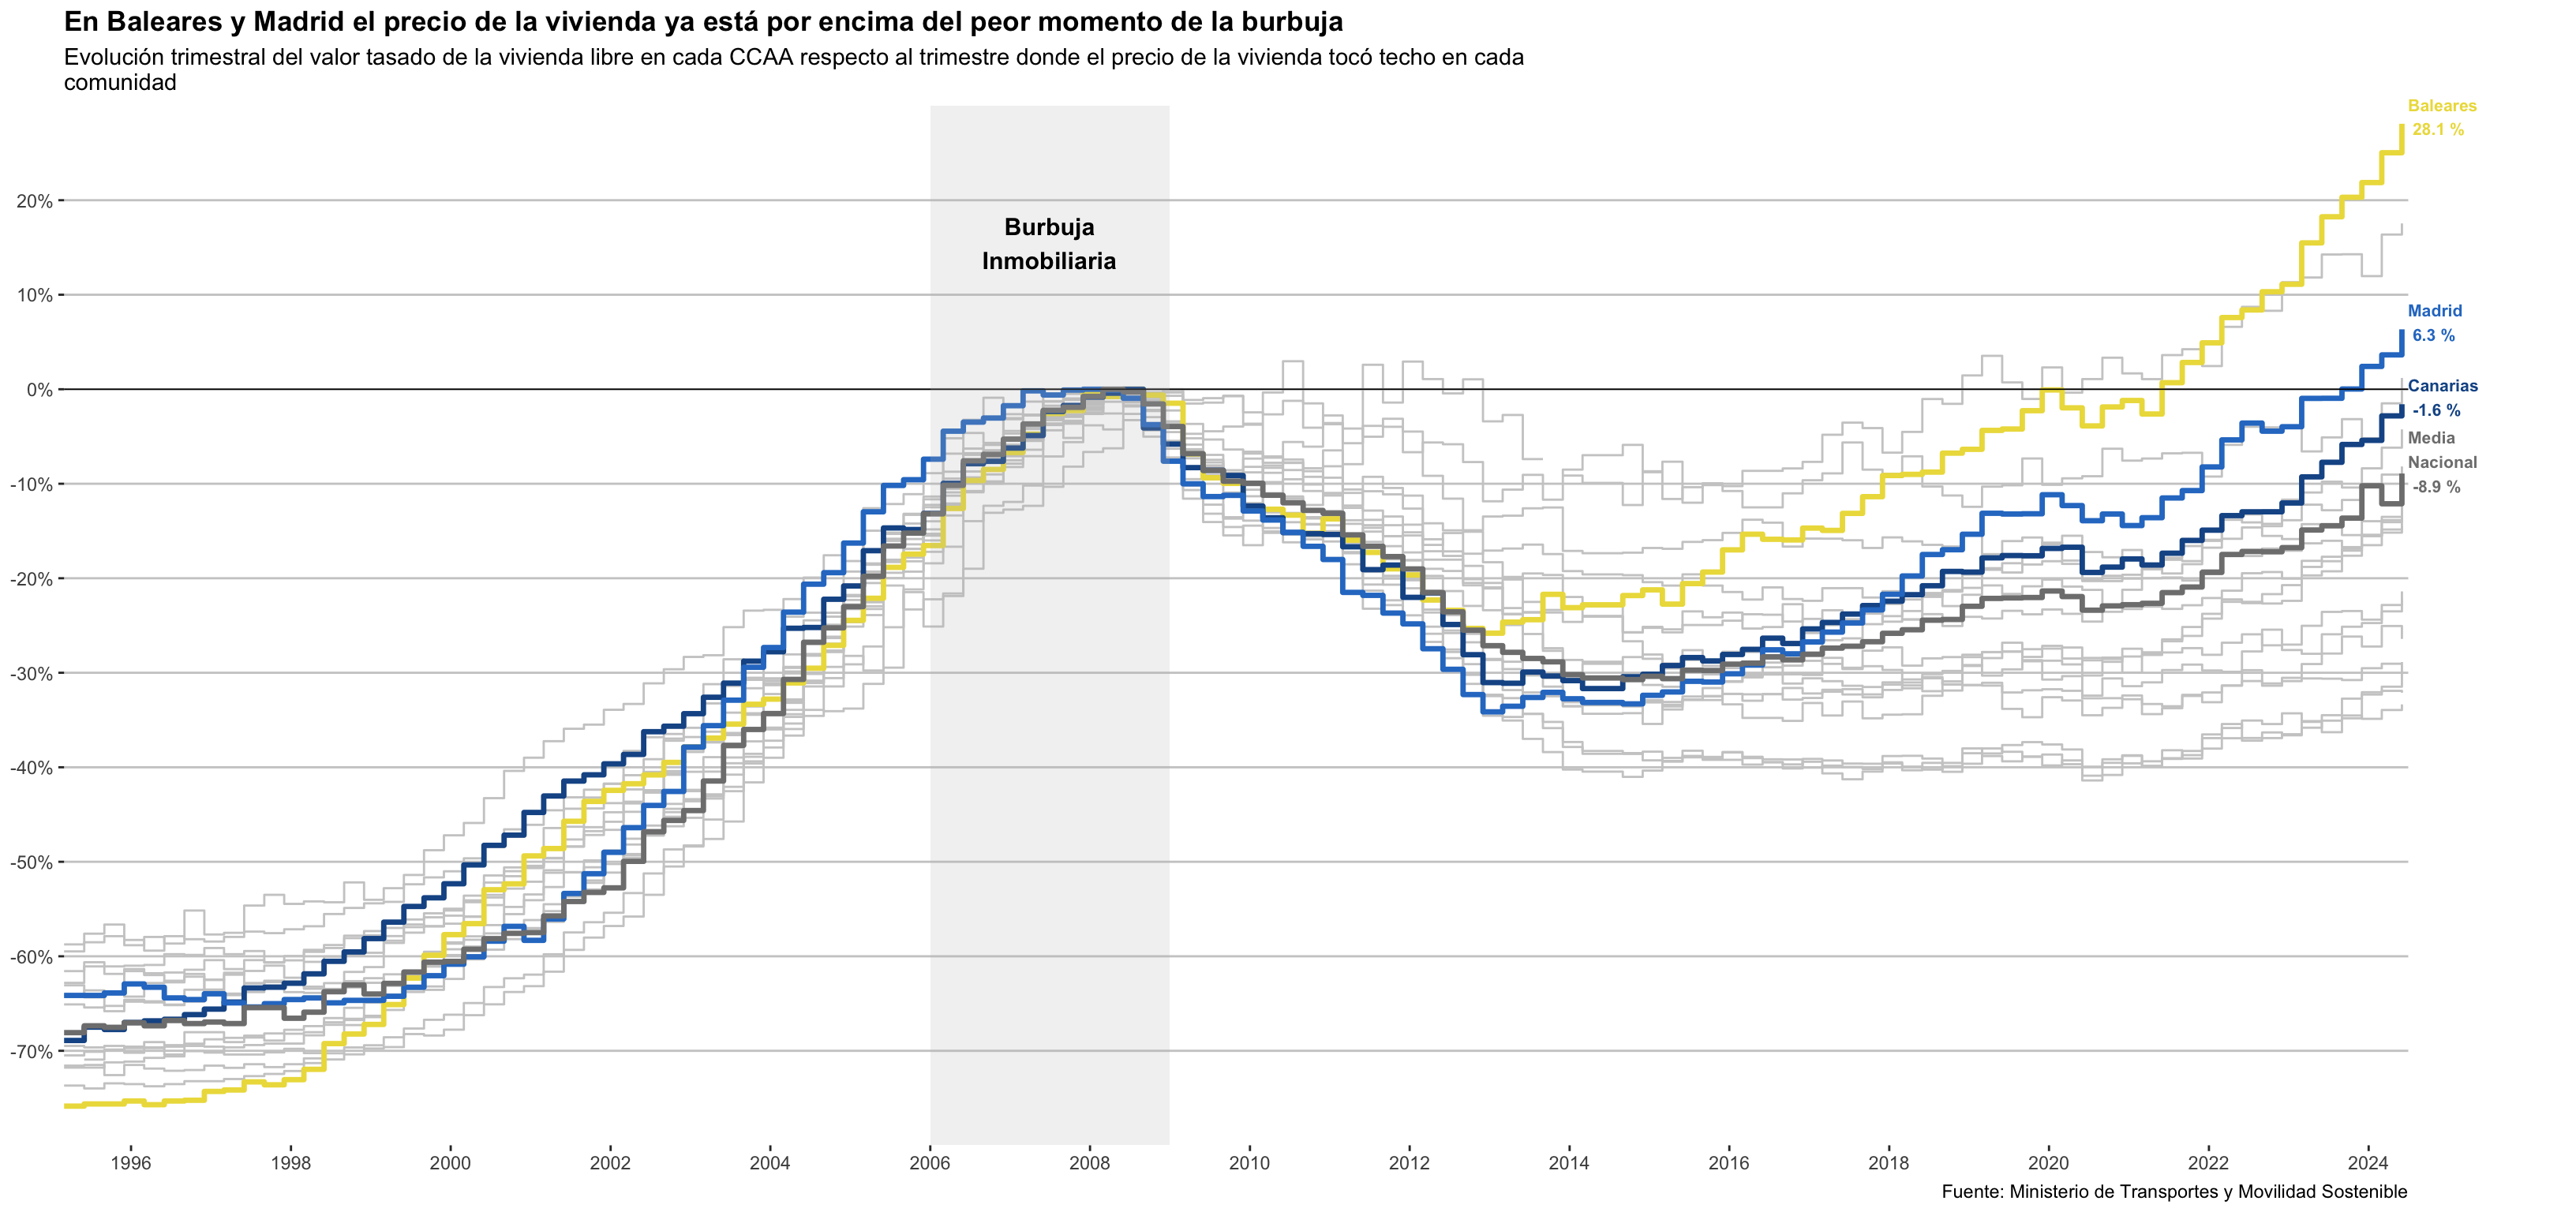 En Baleares y Madrid el precio de la vivienda ya está por encima del peor momento de la burbuja
Evolución trimestral del valor tasado de la vivienda libre en cada CCAA respecto al trimestre donde el precio de la vivienda tocó techo en cada
comunidad
Baleares
28.1 %
20%
Burbuja
Inmobiliaria
10%
Madrid
6.3 %
0%
Canarias
-1.6 %
Media
Nacional
-8.9 %
-10%
-20%
-30%
-40%
-50%
-60%
-70%
1996 1998 2000 2002 2004 2006 2008 2010 2012 2014 2016 2018 2020 2022 2024
Fuente: Ministerio de Transportes y Movilidad Sostenible